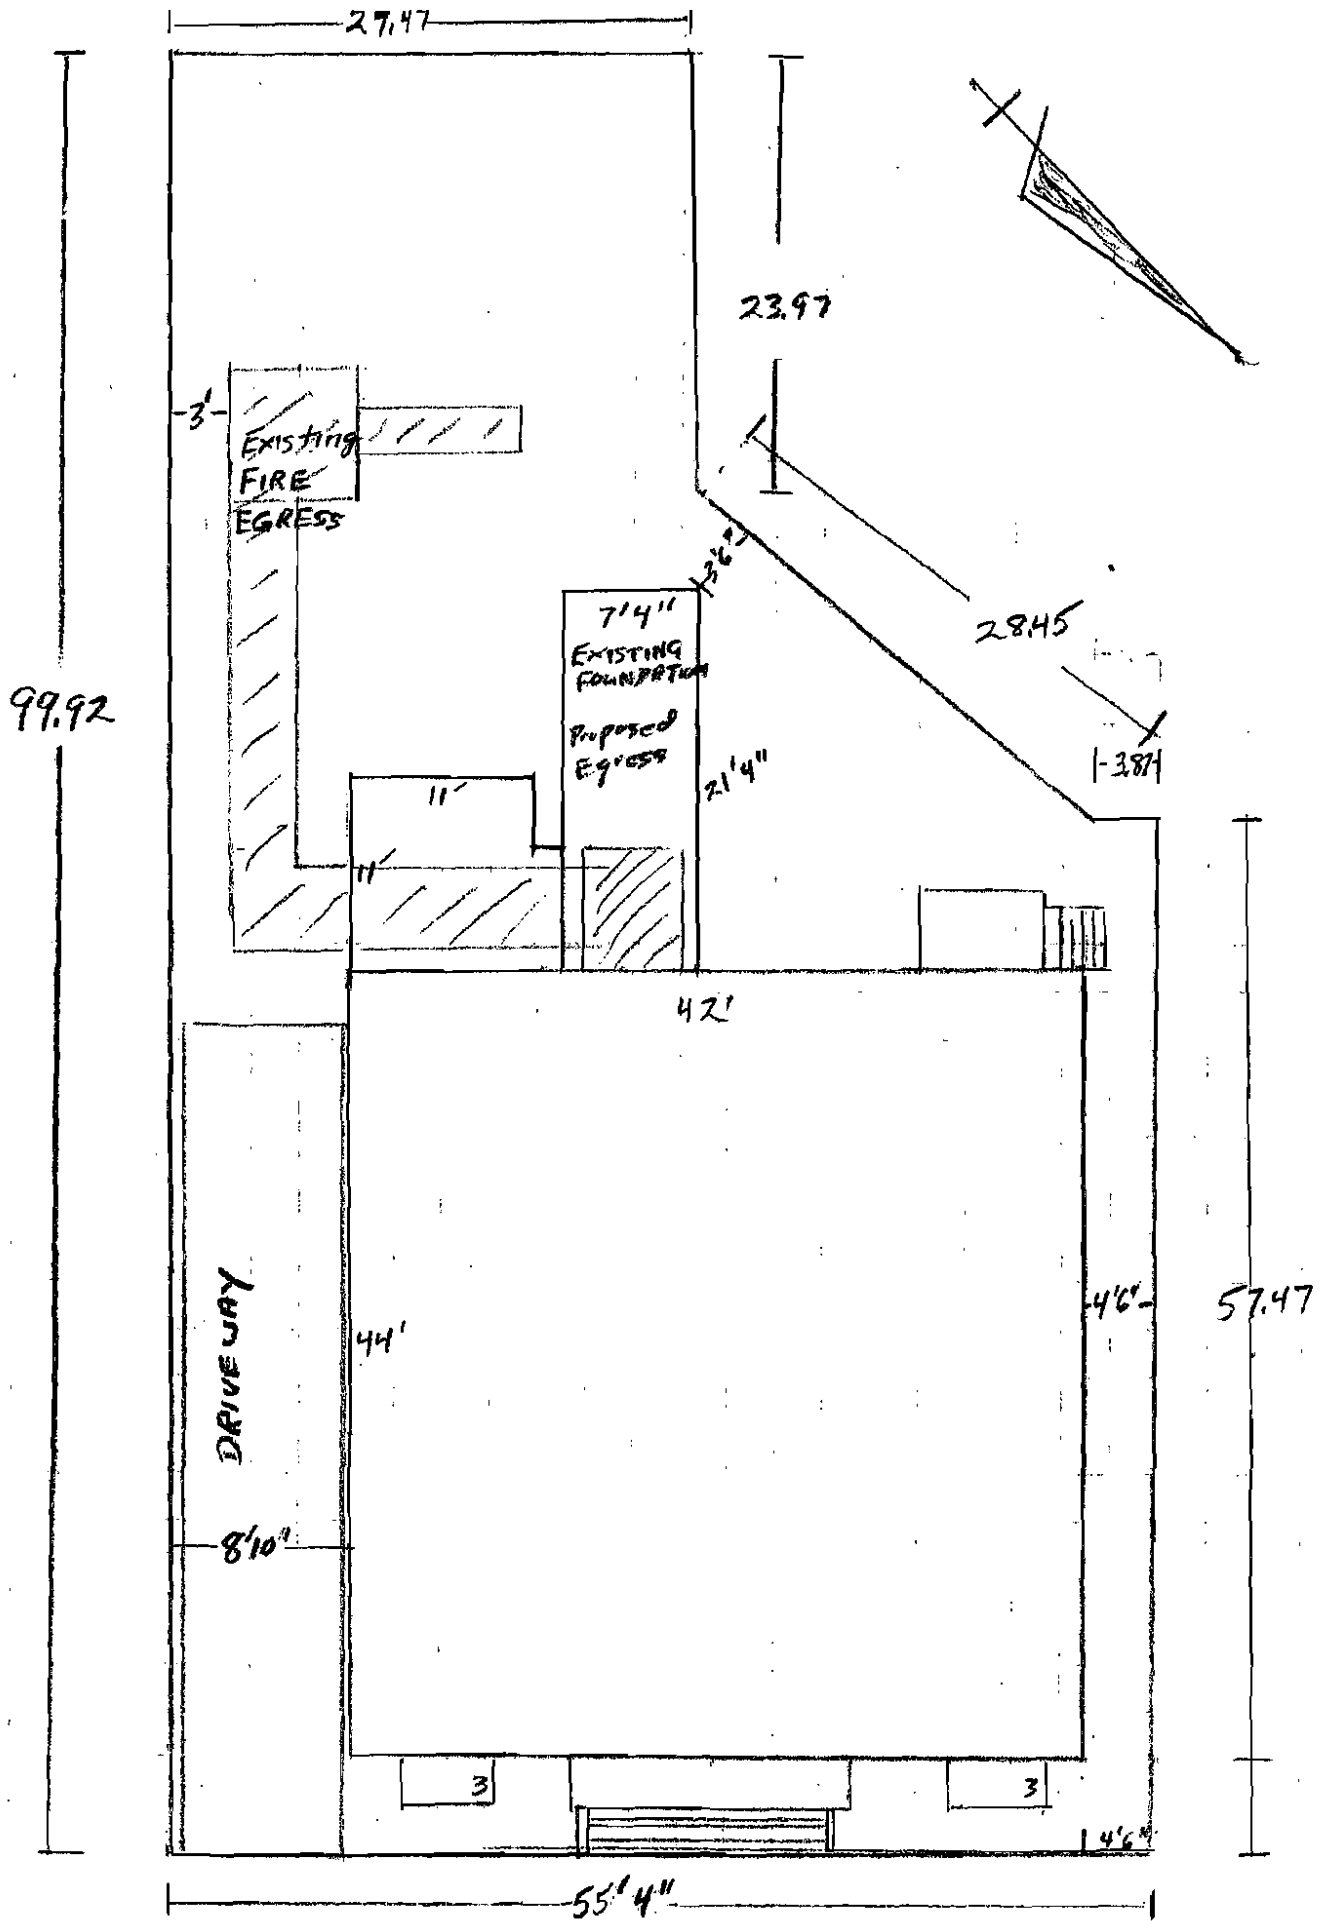 27.47
23.97
3'
Existing
FIRE
EGRESS
3'6"
7'4"
EXISTING
FOUNDATION
28.45
99.92
Proposed
Egress
21'4"
3.87
11'
11'
42'
DRIVEWAY
44'
4'6"
57.47
8'10"
3
3
4'6"
55'4"